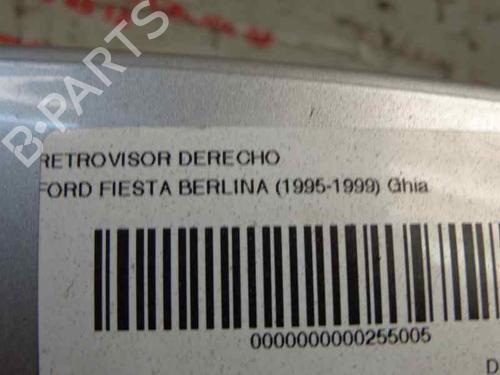 B-PARTS
RETROVISOR DERECHO
FORD FIESTA BERLINA (1995-1999) Ghia
0000000000255005
D